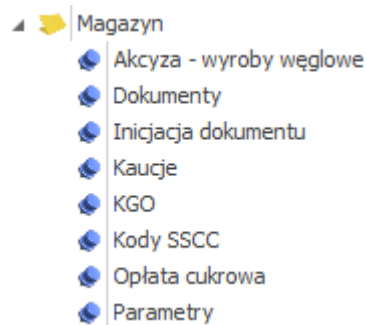 Magazyn
Akcyza - wyroby węglowe
Dokumenty
Inicjacja dokumentu
Kaucje
KGO
Kody SSCC
Opłata cukrowa
Parametry